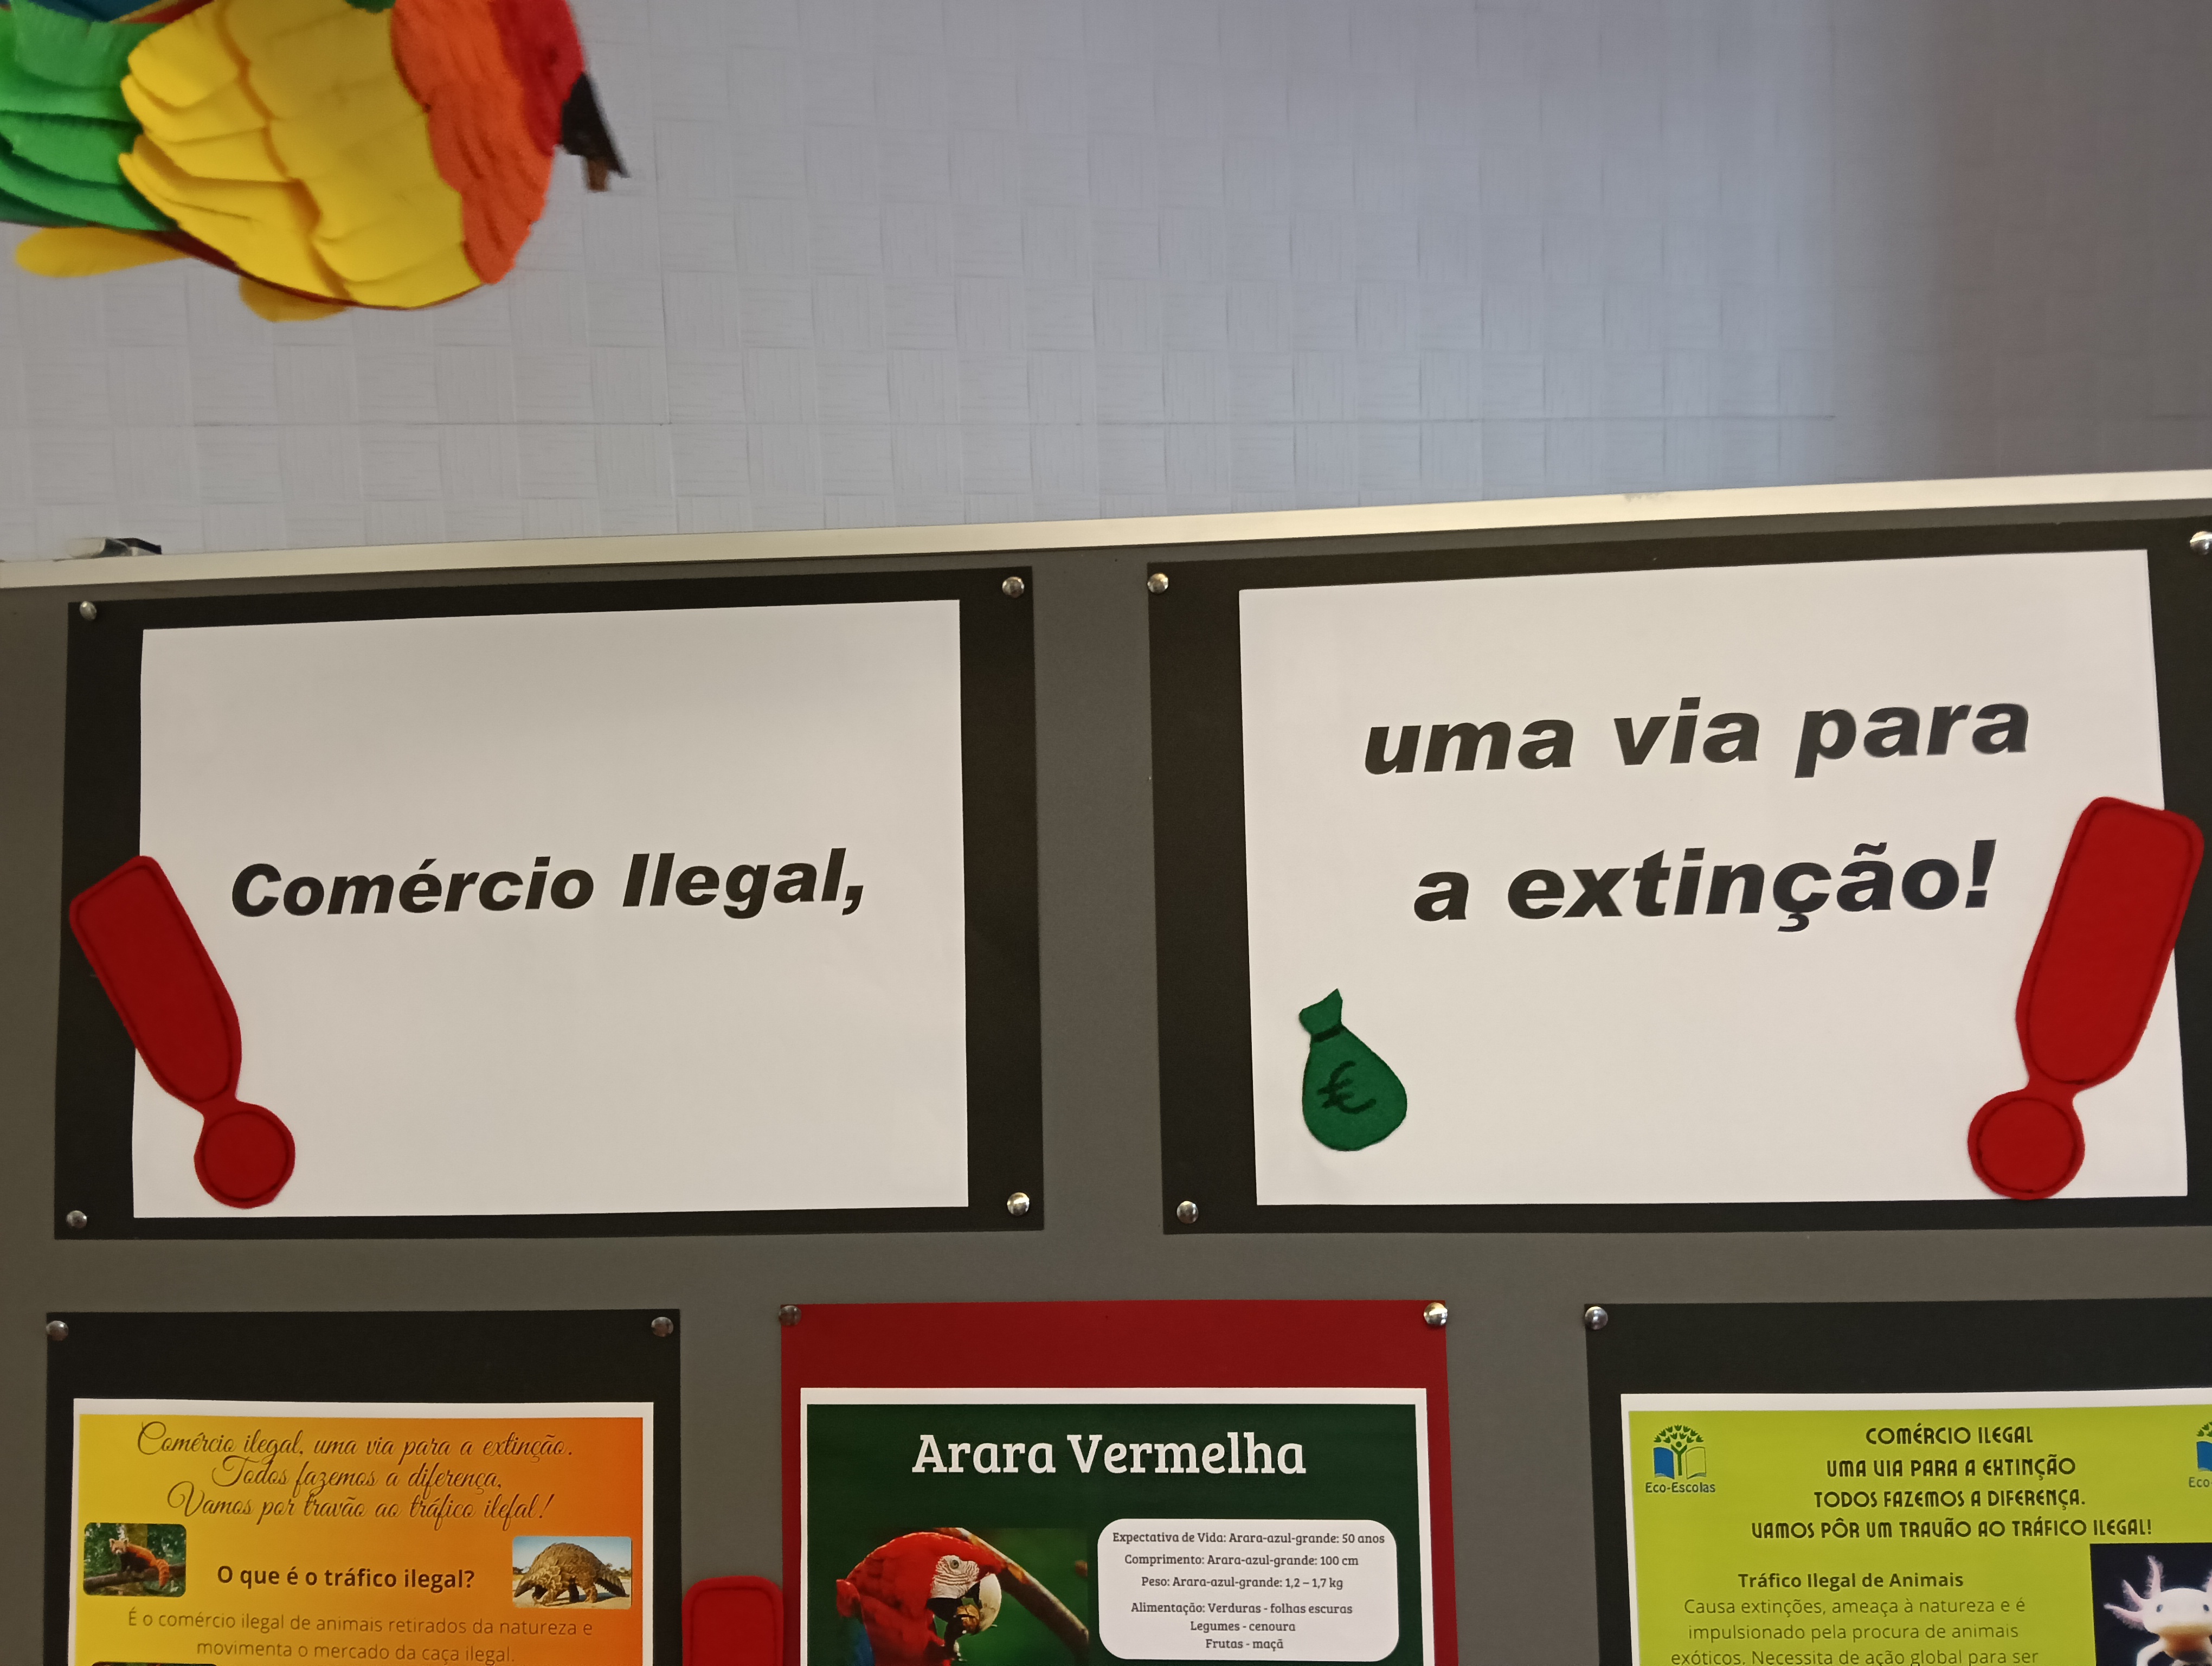 Comércio Ilegal,
uma via para
a extinção!
€
Comércio ilegal, uma via para a extinção.
Todos fazemos a diferença,
Vamos por travão ao tráfico ilefal!
O que é o tráfico ilegal?
É o comércio ilegal de animais retirados da natureza e
movimenta o mercado da caça ilegal.
Arara Vermelha
Expectativa de Vida: Arara-azul-grande: 50 anos
Comprimento: Arara-azul-grande: 100 cm
Peso: Arara-azul-grande: 1,2 – 1,7 kg
Alimentação: Verduras - folhas escuras
Legumes - cenoura
Frutas - maçã
Eco-Escolas
COMÉRCIO ILEGAL
UMA VIA PARA A EXTINÇÃO
TODOS FAZEMOS A DIFERENÇA.
VAMOS PÔR UM TRAVÃO AO TRÁFICO ILEGAL!
Eco
Tráfico Ilegal de Animais
Causa extinções, ameaça à natureza e é
impulsionado pela procura de animais
exóticos. Necessita de ação global para ser